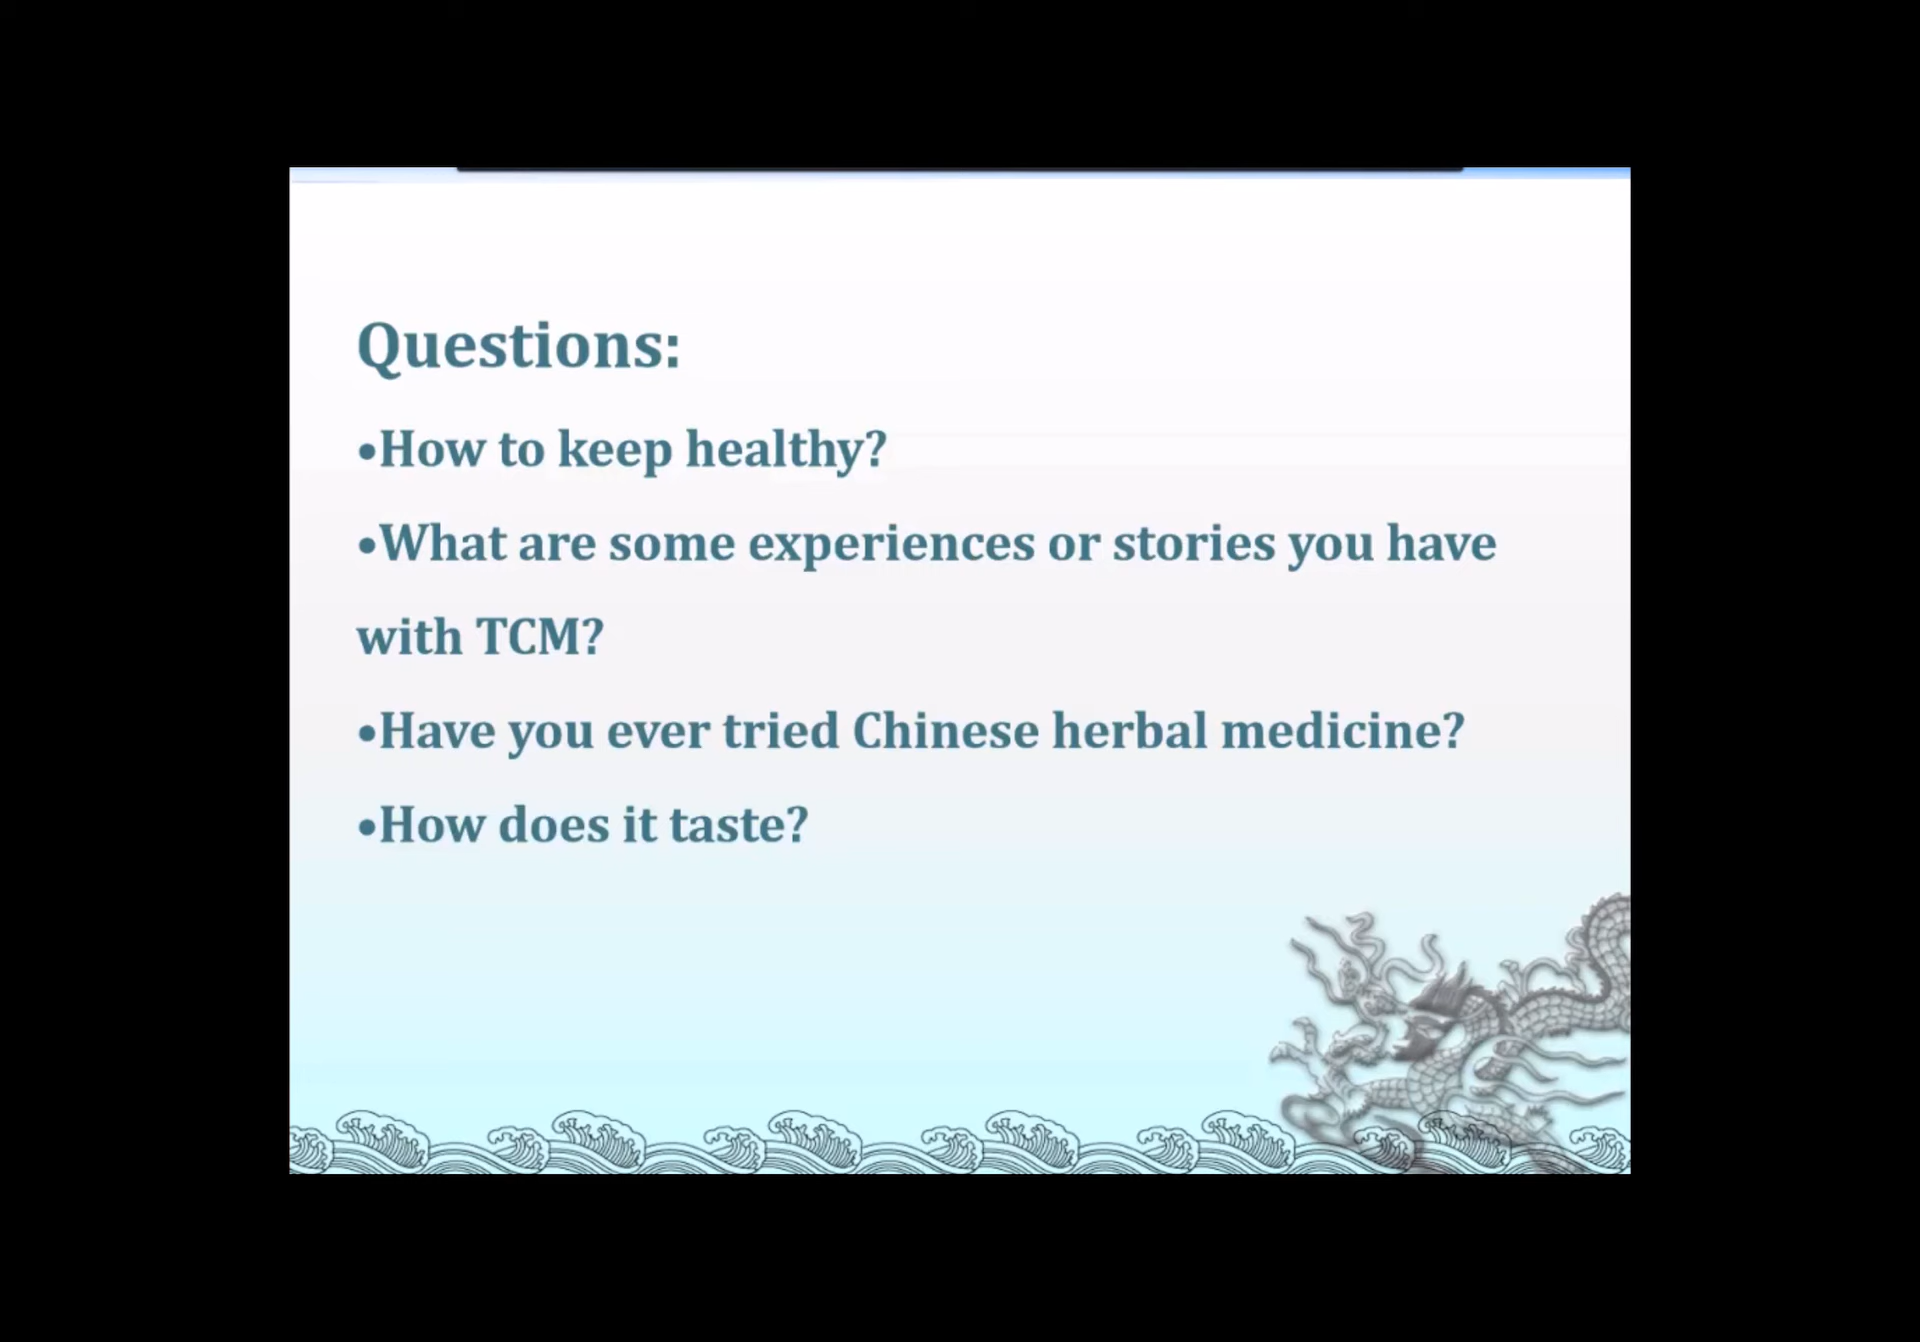 Questions:
•How to keep healthy?
•What are some experiences or stories you have
with TCM?
•Have you ever tried Chinese herbal medicine?
•How does it taste?